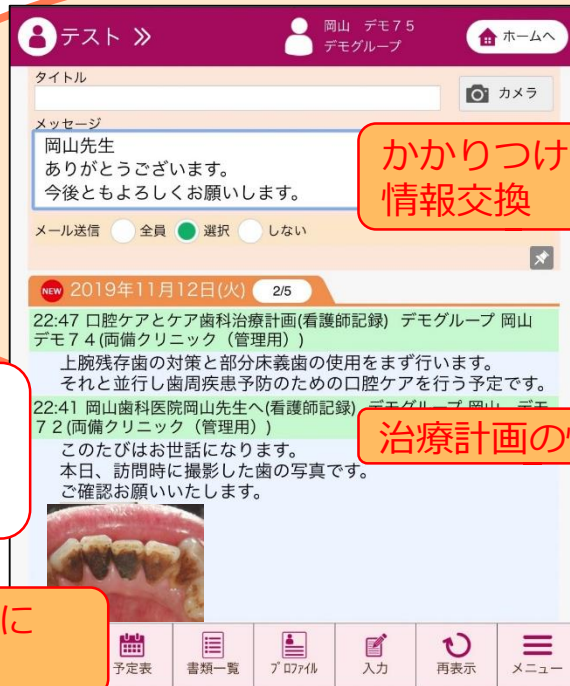 テスト ≫
岡山 デモ75
デモグループ
ホームへ
タイトル
カメラ
メッセージ
岡山先生
ありがとうございます。
今後ともよろしくお願いします。
かかりつけ
情報交換
メール送信 全員 選択 しない
NEW 2019年11月12日(火) 2/5
22:47 口腔ケアとケア歯科治療計画(看護師記録) デモグループ 岡山
デモ74(両備クリニック（管理用）)
上腕残存歯の対策と部分床義歯の使用をまず行います。
それと並行し歯周疾患予防のための口腔ケアを行う予定です。
22:41 岡山歯科医院岡山先生へ(看護師記録) デモグループ 岡山 デモ
72(両備クリニック（管理用）)
治療計画の
このたびはお世話になります。
本日、訪問時に撮影した歯の写真です。
ご確認お願いいたします。
に
予定表 書類一覧 ﾌﾟﾛﾌｧｲﾙ 入力 再表示 メニュー